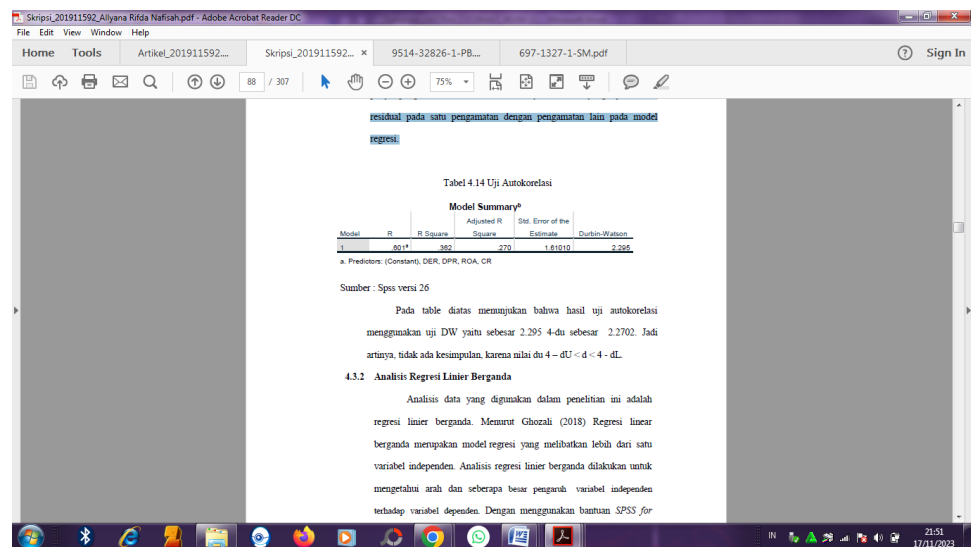 Skripsi_201911592_Allyana Rifda Nafisah.pdf - Adobe Acrobat Reader DC
File Edit View Window Help
Home Tools Artikel_201911592.... Skripsi_201911592... × 9514-32826-1-PB.... 697-1327-1-SM.pdf ? Sign In
88 / 307 75%
residual pada satu pengamatan dengan pengamatan lain pada model
regresi.
Tabel 4.14 Uji Autokorelasi
Model Summaryᵇ
Model R R Square Adjusted R Square Std. Error of the Estimate Durbin-Watson
1 .601ᵃ .362 .270 1.61010 2.295
a. Predictors: (Constant), DER, DPR, ROA, CR
Sumber : Spss versi 26
Pada table diatas menunjukan bahwa hasil uji autokorelasi
menggunakan uji DW yaitu sebesar 2.295 4-du sebesar 2.2702. Jadi
artinya, tidak ada kesimpulan, karena nilai du 4 – dU < d < 4 - dL.
4.3.2 Analisis Regresi Linier Berganda
Analisis data yang digunakan dalam penelitian ini adalah
regresi linier berganda. Menurut Ghozali (2018) Regresi linear
berganda merupakan model regresi yang melibatkan lebih dari satu
variabel independen. Analisis regresi linier berganda dilakukan untuk
mengetahui arah dan seberapa besar pengaruh variabel independen
terhadap variabel dependen. Dengan menggunakan bantuan SPSS for
IN 21:51
17/11/2023